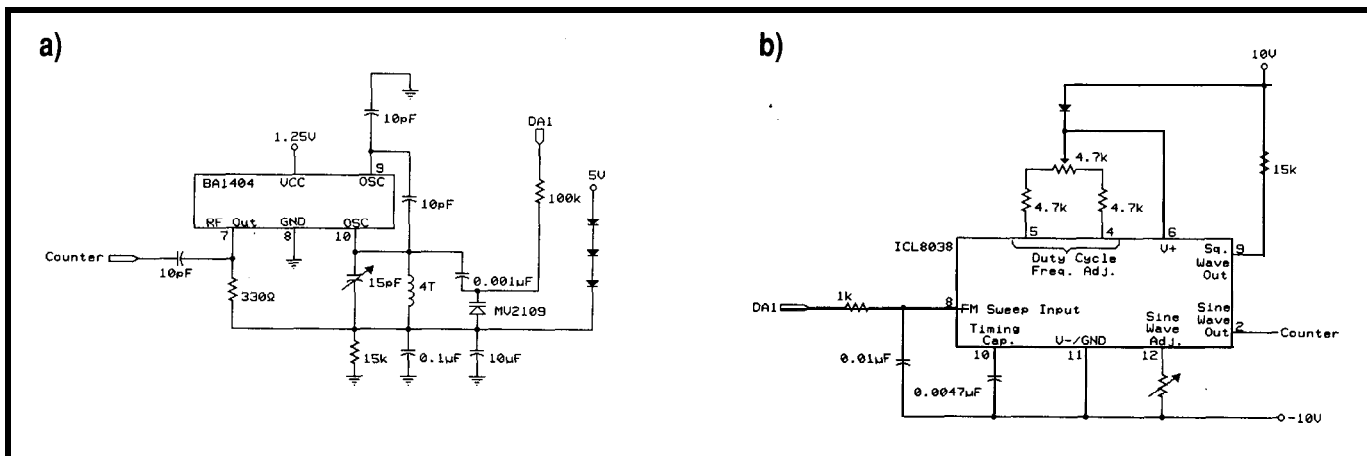 a)
10pF
DA1
1.25V
5V
9
BA1404
VCC
OSC
100k
10pF
RF Out
GND
OSC
7
8
10
Counter
10pF
15pF
4T
0.001µF
330Ω
MV2109
15k
0.1µF
10µF
b)
10V
4.7k
15k
4.7k
4.7k
5
4
6
ICL8038
V+
Duty Cycle
Freq. Adj.
Sq.
Wave
Out
9
1k
DA1
8
FM Sweep Input
Sine
Wave
Out
2
Counter
Timing
Cap.
V-/GND
Sine
Wave
Adj.
10
11
12
0.01µF
0.0047µF
-10V